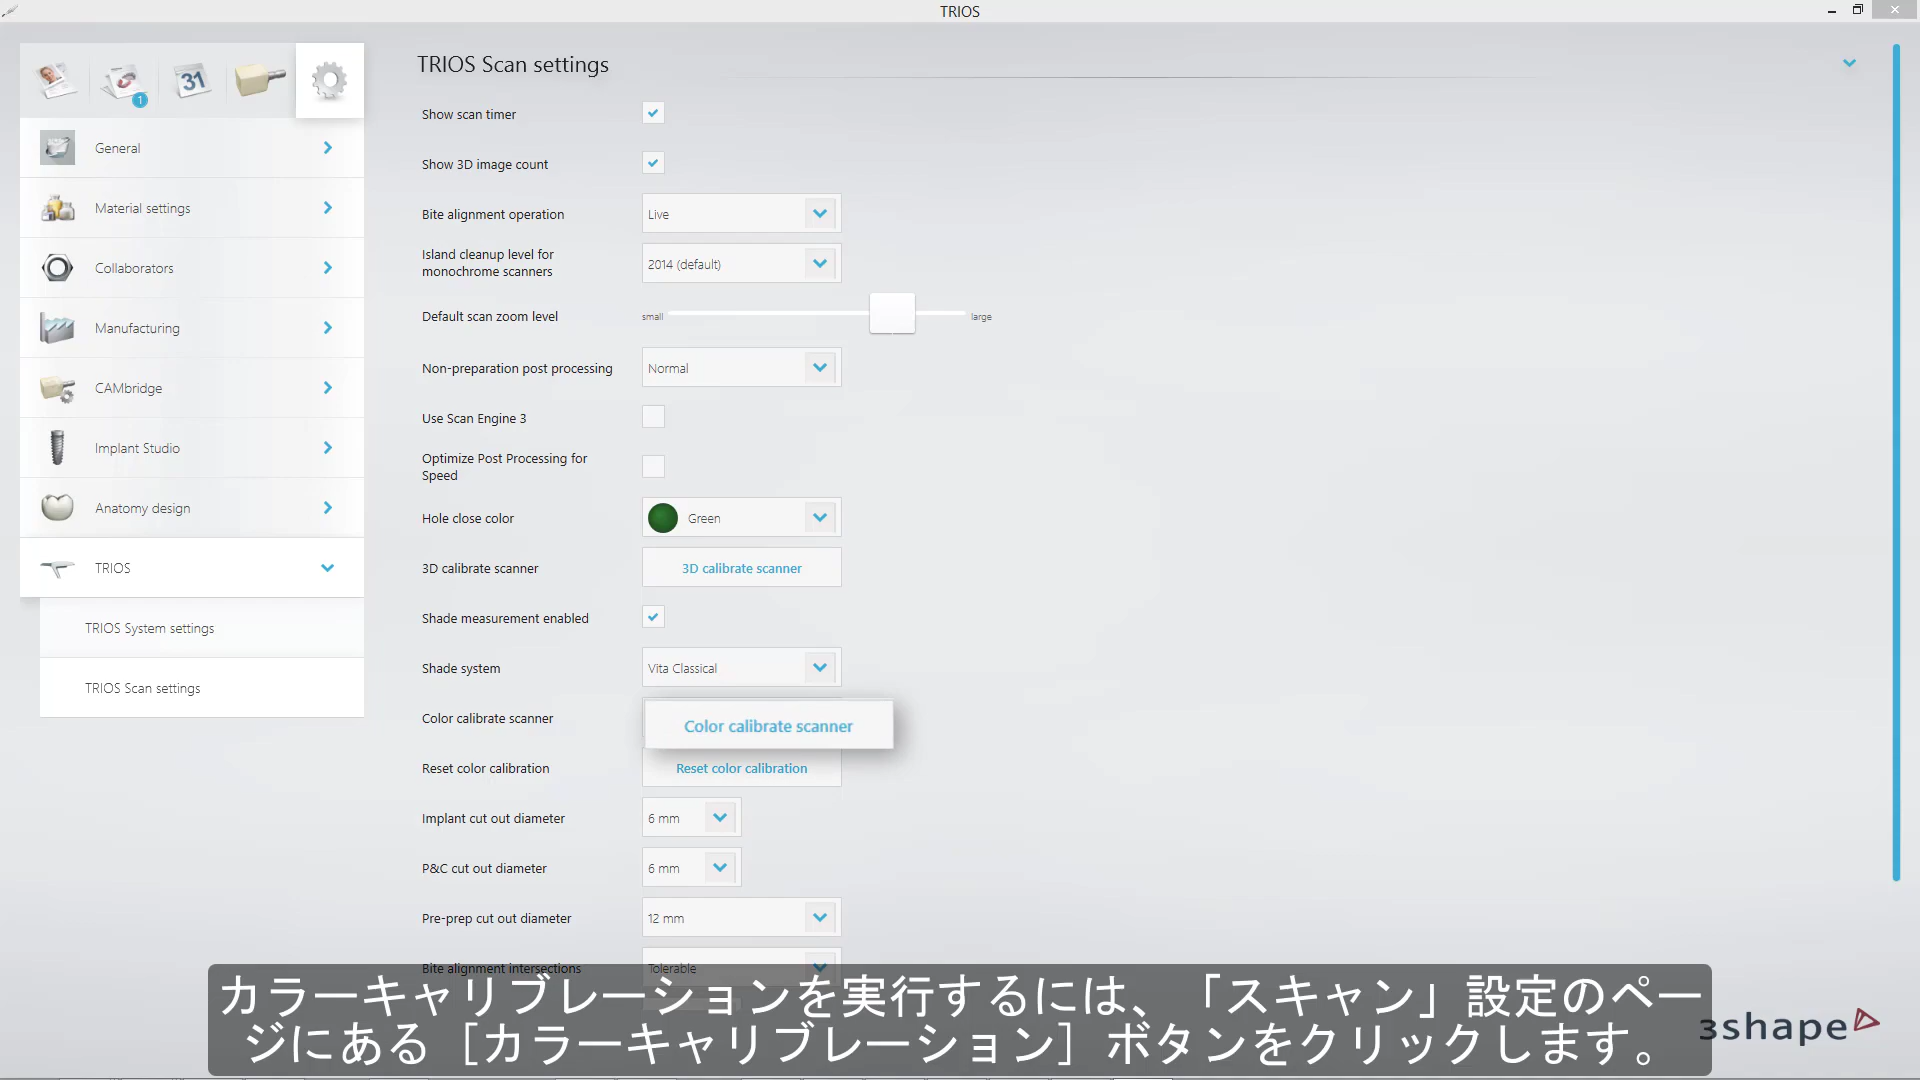 TRIOS
TRIOS Scan settings
31
1
General
Material settings
Collaborators
Manufacturing
CAMbridge
Implant Studio
Anatomy design
TRIOS
TRIOS System settings
TRIOS Scan settings
Show scan timer
Show 3D image count
Bite alignment operation
Live
Island cleanup level for
monochrome scanners
2014 (default)
Default scan zoom level
small
large
Non-preparation post processing
Normal
Use Scan Engine 3
Optimize Post Processing for
Speed
Hole close color
Green
3D calibrate scanner
3D calibrate scanner
Shade measurement enabled
Shade system
Vita Classical
Color calibrate scanner
Color calibrate scanner
Reset color calibration
Reset color calibration
Implant cut out diameter
6 mm
P&C cut out diameter
6 mm
Pre-prep cut out diameter
12 mm
Bite alignment intersections
Tolerable
カラーキャリブレーションを実行するには、「スキャン」設定のペー
ジにある［カラーキャリブレーション］ボタンをクリックします。
3shape